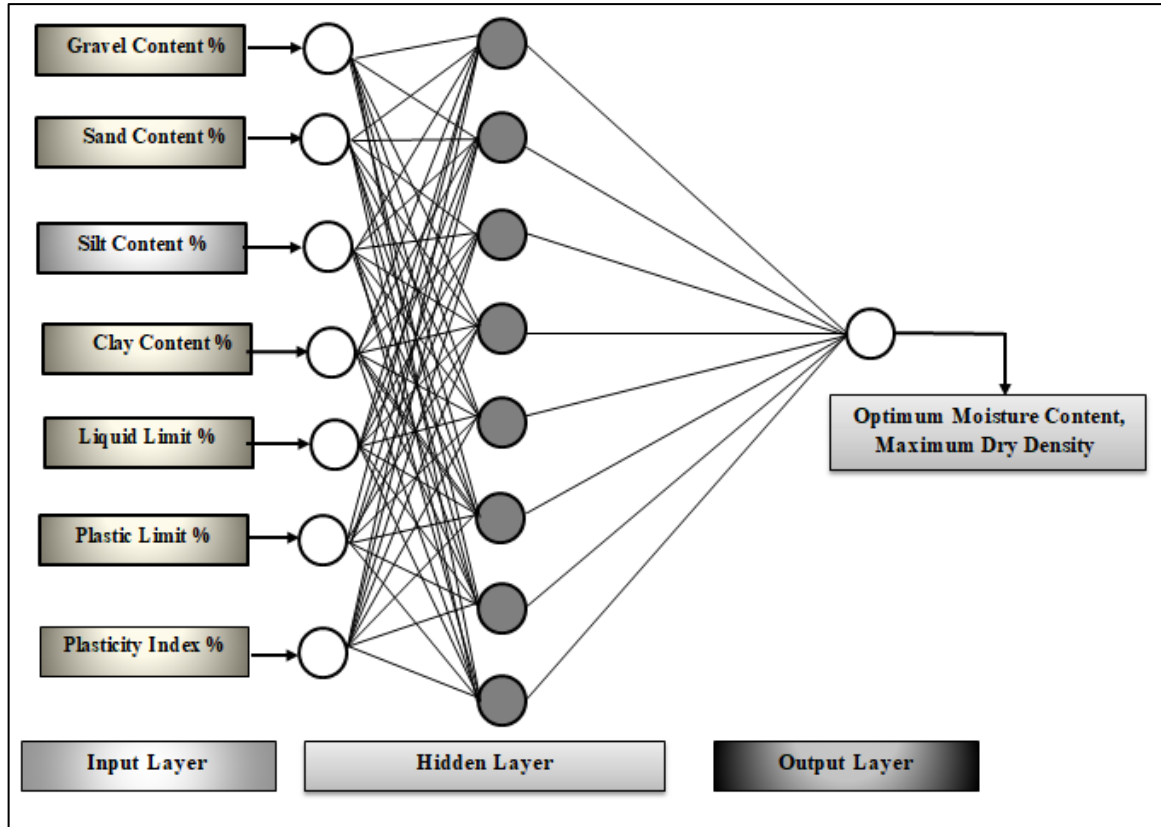 Gravel Content %
Sand Content %
Silt Content %
Clay Content %
Liquid Limit %
Plastic Limit %
Plasticity Index %
Optimum Moisture Content,
Maximum Dry Density
Input Layer
Hidden Layer
Output Layer